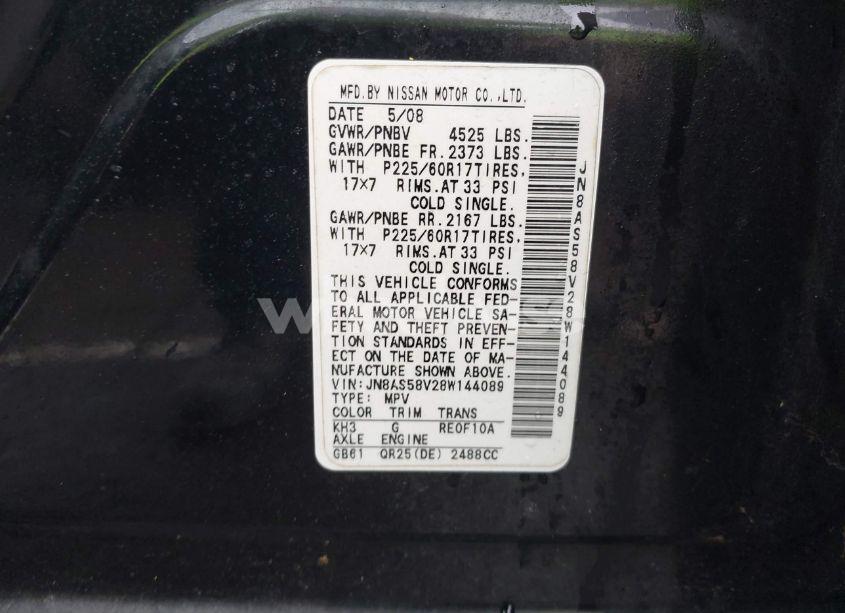 MFD.BY NISSAN MOTOR CO.,LTD.
DATE 5/08
GVWR/PNBV 4525 LBS.
GAWR/PNBE FR.2373 LBS.
WITH P225/60R17TIRES,
17×7 RIMS.AT 33 PSI
COLD SINGLE.
GAWR/PNBE RR.2167 LBS.
WITH P225/60R17TIRES,
17×7 RIMS.AT 33 PSI
COLD SINGLE.
THIS VEHICLE CONFORMS
TO ALL APPLICABLE FED-
ERAL MOTOR VEHICLE SA-
FETY AND THEFT PREVEN-
TION STANDARDS IN EFF-
ECT ON THE DATE OF MA-
NUFACTURE SHOWN ABOVE.
VIN:JN8AS58V28W144089
TYPE: MPV
COLOR TRIM TRANS
KH3 G RE0F10A
AXLE ENGINE
GB61 QR25(DE) 2488CC
JN8AS58V28W144089